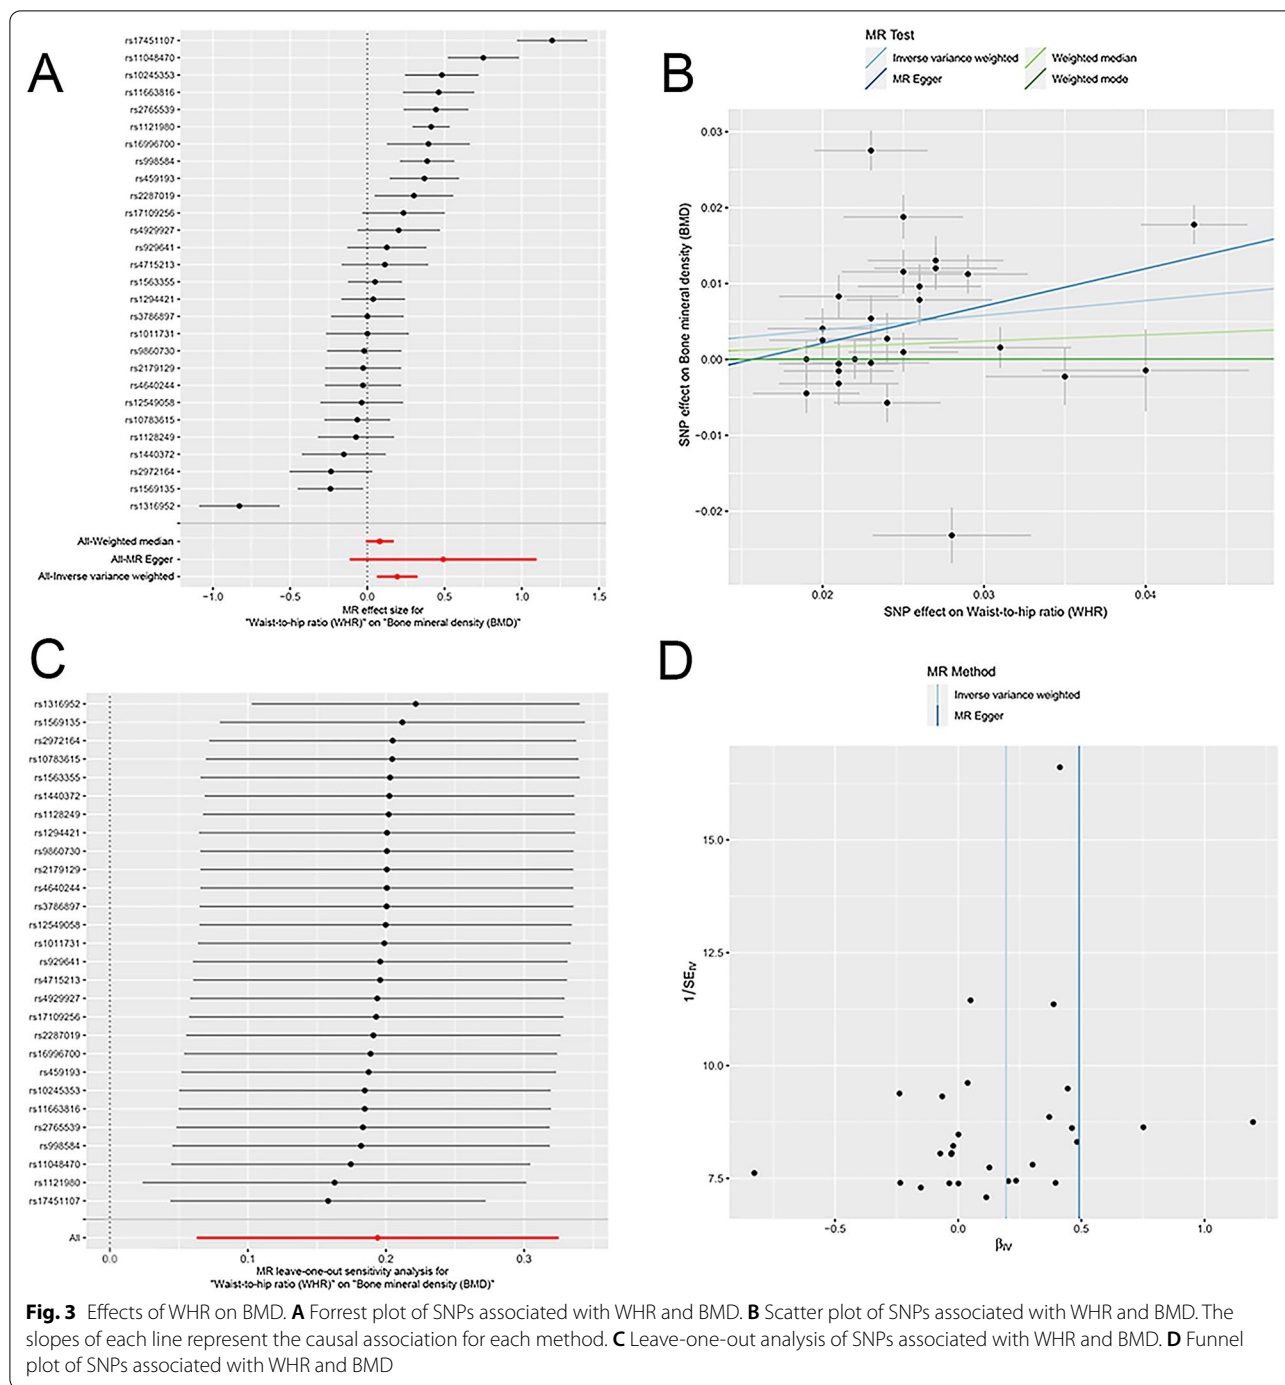 A
rs17451107
rs11048470
rs10245353
rs11663816
rs2765539
rs1121980
rs16996700
rs998584
rs459193
rs2287019
rs17109256
rs4929927
rs929641
rs4715213
rs1563355
rs1294421
rs3786897
rs1011731
rs9860730
rs2179129
rs4640244
rs12549058
rs10783615
rs1128249
rs1440372
rs2972164
rs1569135
rs1316952
All-Weighted median
All-MR Egger
All-Inverse variance weighted
−1.0 −0.5 0.0 0.5 1.0 1.5
MR effect size for
"Waist-to-hip ratio (WHR)" on "Bone mineral density (BMD)"
B
MR Test
Inverse variance weighted Weighted median
MR Egger Weighted mode
SNP effect on Bone mineral density (BMD)
0.03
0.02
0.01
0.00
−0.01
−0.02
0.02 0.03 0.04
SNP effect on Waist-to-hip ratio (WHR)
C
rs1316952
rs1569135
rs2972164
rs10783615
rs1563355
rs1440372
rs1128249
rs1294421
rs9860730
rs2179129
rs4640244
rs3786897
rs12549058
rs1011731
rs929641
rs4715213
rs4929927
rs17109256
rs2287019
rs16996700
rs459193
rs10245353
rs11663816
rs2765539
rs998584
rs11048470
rs1121980
rs17451107
All
0.0 0.1 0.2 0.3
MR leave-one-out sensitivity analysis for
"Waist-to-hip ratio (WHR)" on "Bone mineral density (BMD)"
D
MR Method
Inverse variance weighted
MR Egger
1/SEIV
15.0
12.5
10.0
7.5
−0.5 0.0 0.5 1.0
βIV
Fig. 3 Effects of WHR on BMD. A Forrest plot of SNPs associated with WHR and BMD. B Scatter plot of SNPs associated with WHR and BMD. The
slopes of each line represent the causal association for each method. C Leave-one-out analysis of SNPs associated with WHR and BMD. D Funnel
plot of SNPs associated with WHR and BMD